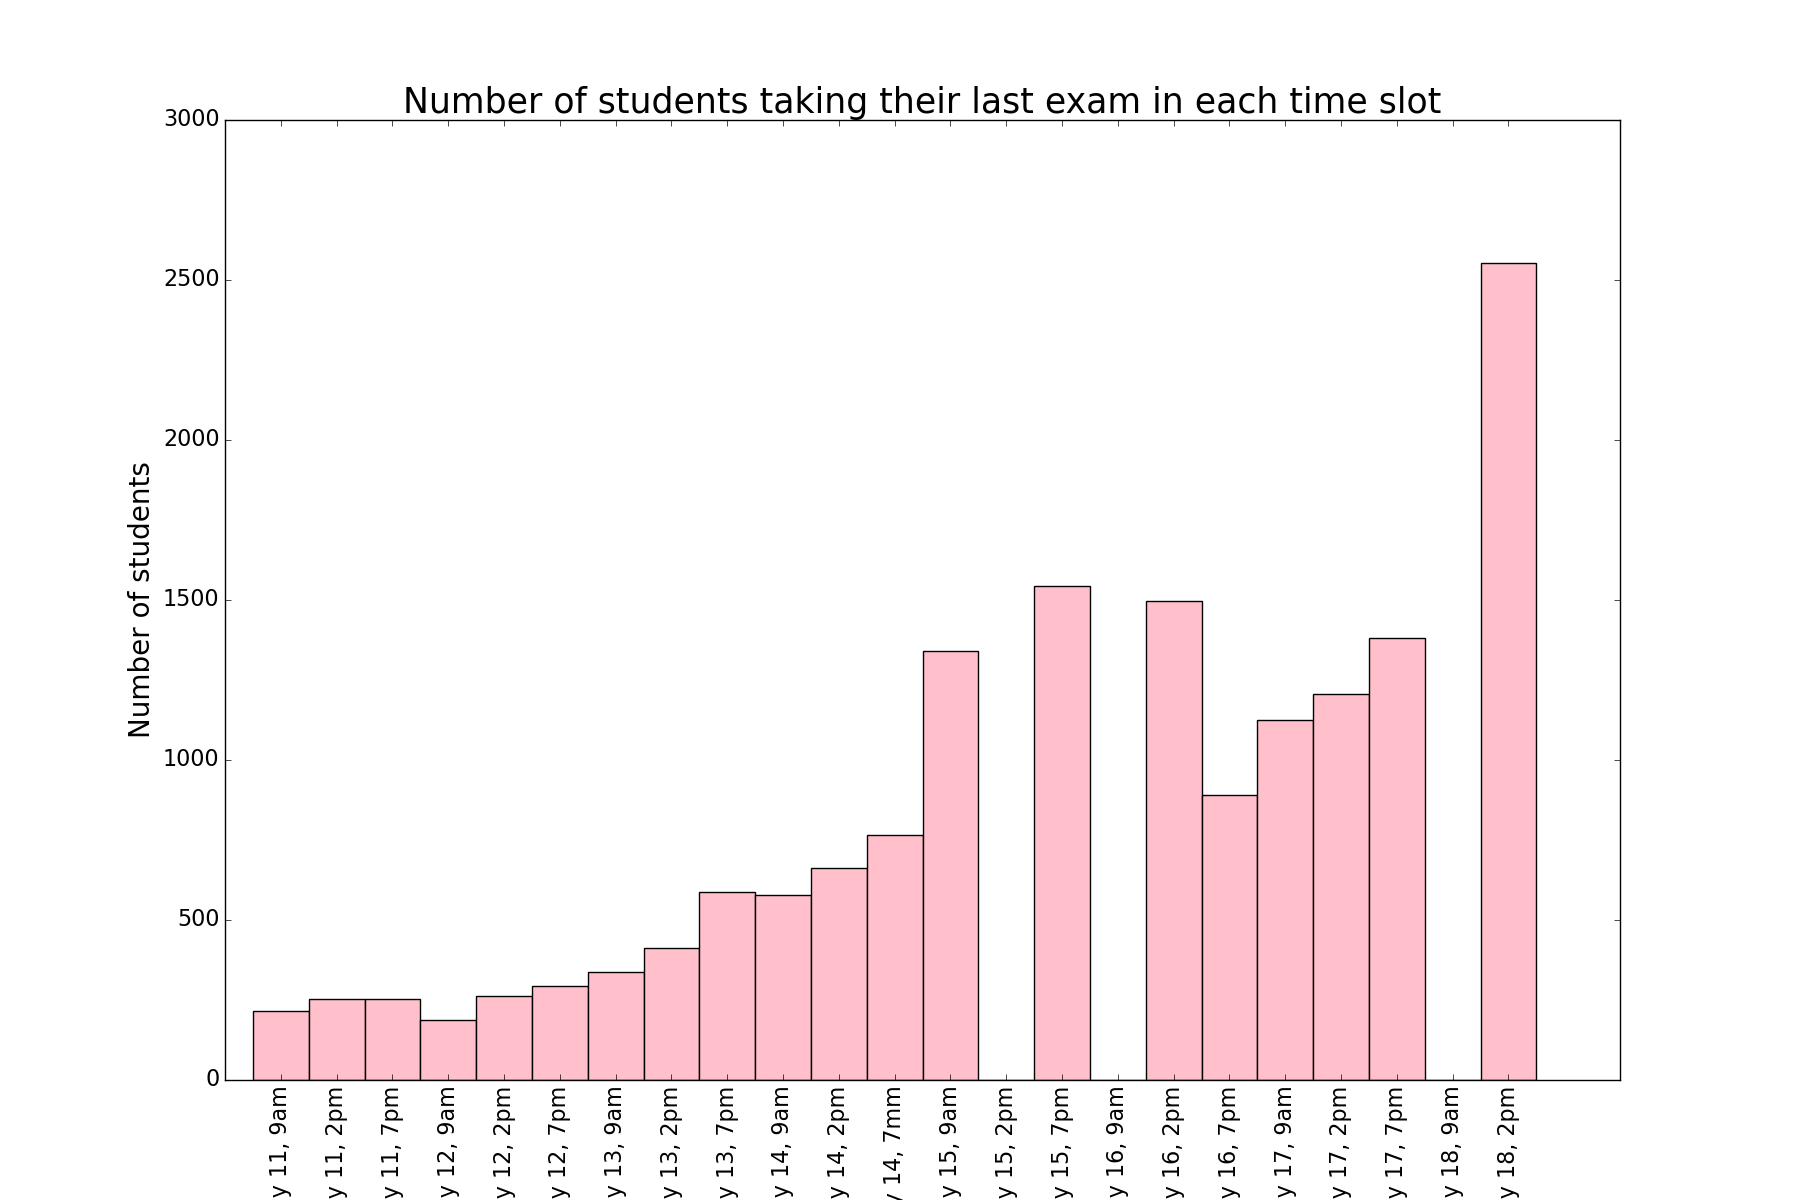 Number of students taking their last exam in each time slot
3000
2500
2000
1500
1000
500
0
Number of students
y 11, 9am
y 11, 2pm
y 11, 7pm
y 12, 9am
y 12, 2pm
y 12, 7pm
y 13, 9am
y 13, 2pm
y 13, 7pm
y 14, 9am
y 14, 2pm
y 14, 7mm
y 15, 9am
y 15, 2pm
y 15, 7pm
y 16, 9am
y 16, 2pm
y 16, 7pm
y 17, 9am
y 17, 2pm
y 17, 7pm
y 18, 9am
y 18, 2pm